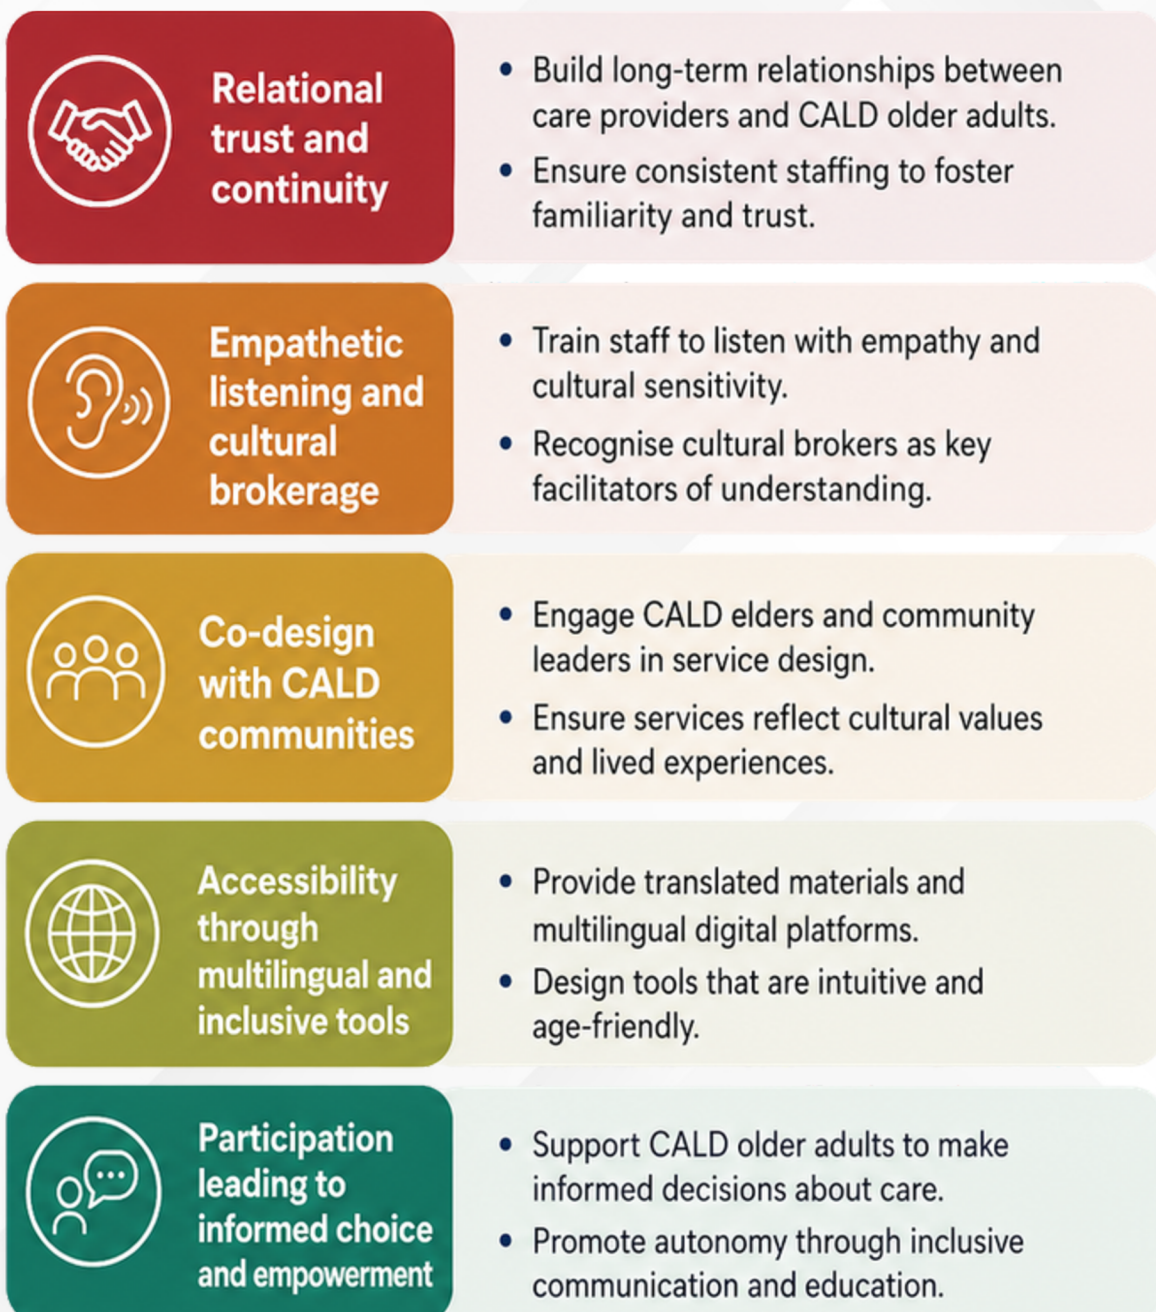 Relational
trust and
continuity
• Build long-term relationships between
care providers and CALD older adults.
• Ensure consistent staffing to foster
familiarity and trust.
Empathetic
listening and
cultural
brokerage
• Train staff to listen with empathy and
cultural sensitivity.
• Recognise cultural brokers as key
facilitators of understanding.
Co-design
with CALD
communities
• Engage CALD elders and community
leaders in service design.
• Ensure services reflect cultural values
and lived experiences.
Accessibility
through
multilingual and
inclusive tools
• Provide translated materials and
multilingual digital platforms.
• Design tools that are intuitive and
age-friendly.
Participation
leading to
informed choice
and empowerment
• Support CALD older adults to make
informed decisions about care.
• Promote autonomy through inclusive
communication and education.